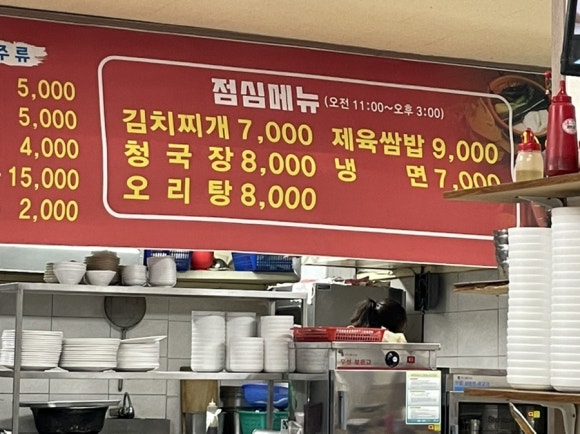 주류
5,000
5,000
4,000
15,000
2,000
점심메뉴 (오전 11:00~오후 3:00)
김치찌개 7,000 제육쌈밥 9,000
청국장 8,000 냉면 7,000
오리탕 8,000